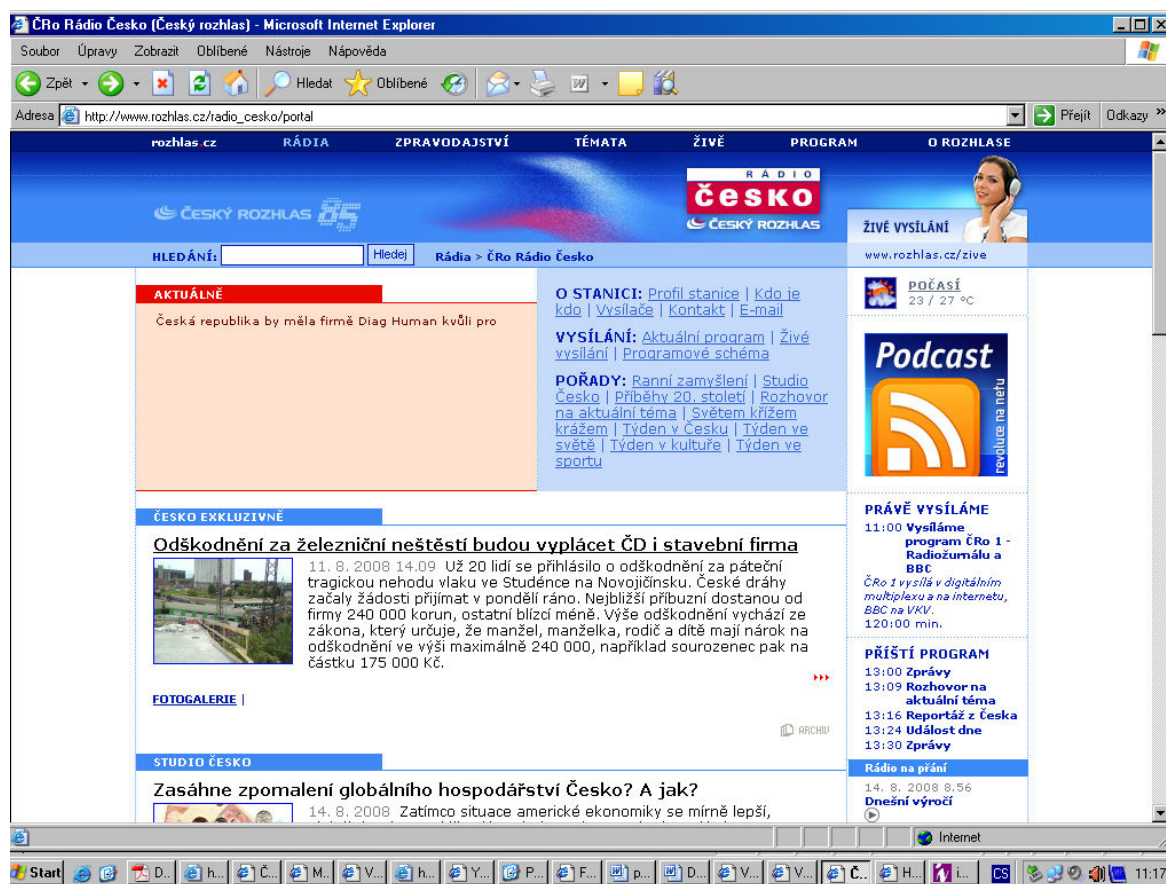 ČRo Rádio Česko (Český rozhlas) - Microsoft Internet Explorer
Soubor Úpravy Zobrazit Oblíbené Nástroje Nápověda
Zpět Hledat Oblíbené
Adresa http://www.rozhlas.cz/radio_cesko/portal Přejít Odkazy »
rozhlas.cz RÁDIA ZPRAVODAJSTVÍ TÉMATA ŽIVĚ PROGRAM O ROZHLASE
ČESKÝ ROZHLAS 85
RÁDIO
česko
ČESKÝ ROZHLAS
ŽIVÉ VYSÍLÁNÍ
www.rozhlas.cz/zive
HLEDÁNÍ: Hledej Rádia > ČRo Rádio Česko
AKTUÁLNĚ
Česká republika by měla firmě Diag Human kvůli pro
O STANICI: Profil stanice | Kdo je
kdo | Vysílače | Kontakt | E-mail
VYSÍLÁNÍ: Aktuální program | Živé
vysílání | Programové schéma
POŘADY: Ranní zamyšlení | Studio
Česko | Příběhy 20. století | Rozhovor
na aktuální téma | Světem křížem
krážem | Týden v Česku | Týden ve
světě | Týden v kultuře | Týden ve
sportu
ČESKO EXKLUZIVNĚ
Odškodnění za železniční neštěstí budou vyplácet ČD i stavební firma
11. 8. 2008 14.09 Už 20 lidí se přihlásilo o odškodnění za páteční
tragickou nehodu vlaku ve Studénce na Novojičínsku. České dráhy
začaly žádosti přijímat v pondělí ráno. Nejbližší příbuzní dostanou od
firmy 240 000 korun, ostatní blízcí méně. Výše odškodnění vychází ze
zákona, který určuje, že manžel, manželka, rodič a dítě mají nárok na
odškodnění ve výši maximálně 240 000, například sourozenec pak na
částku 175 000 Kč.
FOTOGALERIE |
ARCHIV
STUDIO ČESKO
Zasáhne zpomalení globálního hospodářství Česko? A jak?
14. 8. 2008 Zatímco situace americké ekonomiky se mírně lepší,
POČASÍ
23 / 27 °C
Podcast
revoluce na netu
PRÁVĚ VYSÍLÁME
11:00 Vysíláme
program ČRo 1 -
Radiožurnálu a
BBC
ČRo 1 vysílá v digitálním
multiplexu a na internetu,
BBC na VKV.
120:00 min.
PŘÍŠTÍ PROGRAM
13:00 Zprávy
13:09 Rozhovor na
aktuální téma
13:16 Reportáž z Česka
13:24 Událost dne
13:30 Zprávy
Rádio na přání
14. 8. 2008 8.56
Dnešní výročí
Internet
Start D... h... Č... M... V... h... Y... P... F... p... D... V... V... Č... H... i... CS 11:17